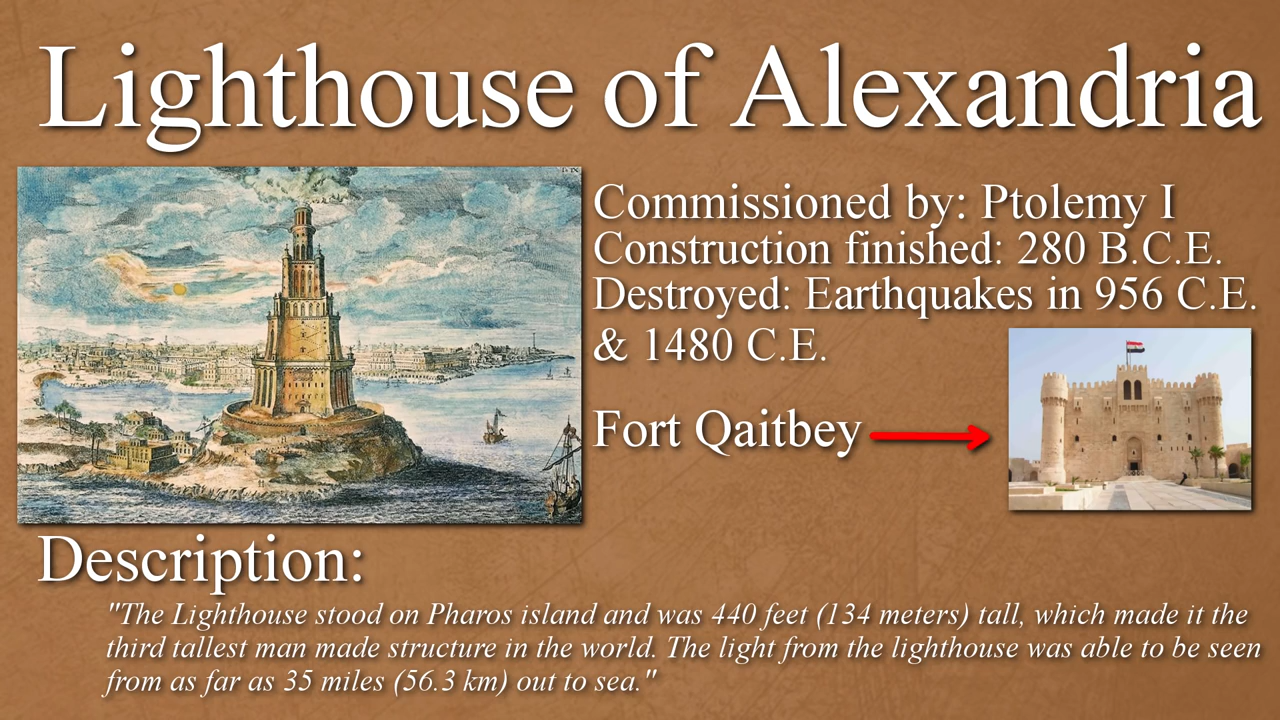 Lighthouse of Alexandria
Commissioned by: Ptolemy I
Construction finished: 280 B.C.E.
Destroyed: Earthquakes in 956 C.E.
& 1480 C.E.
Fort Qaitbey
Description:
"The Lighthouse stood on Pharos island and was 440 feet (134 meters) tall, which made it the
third tallest man made structure in the world. The light from the lighthouse was able to be seen
from as far as 35 miles (56.3 km) out to sea."